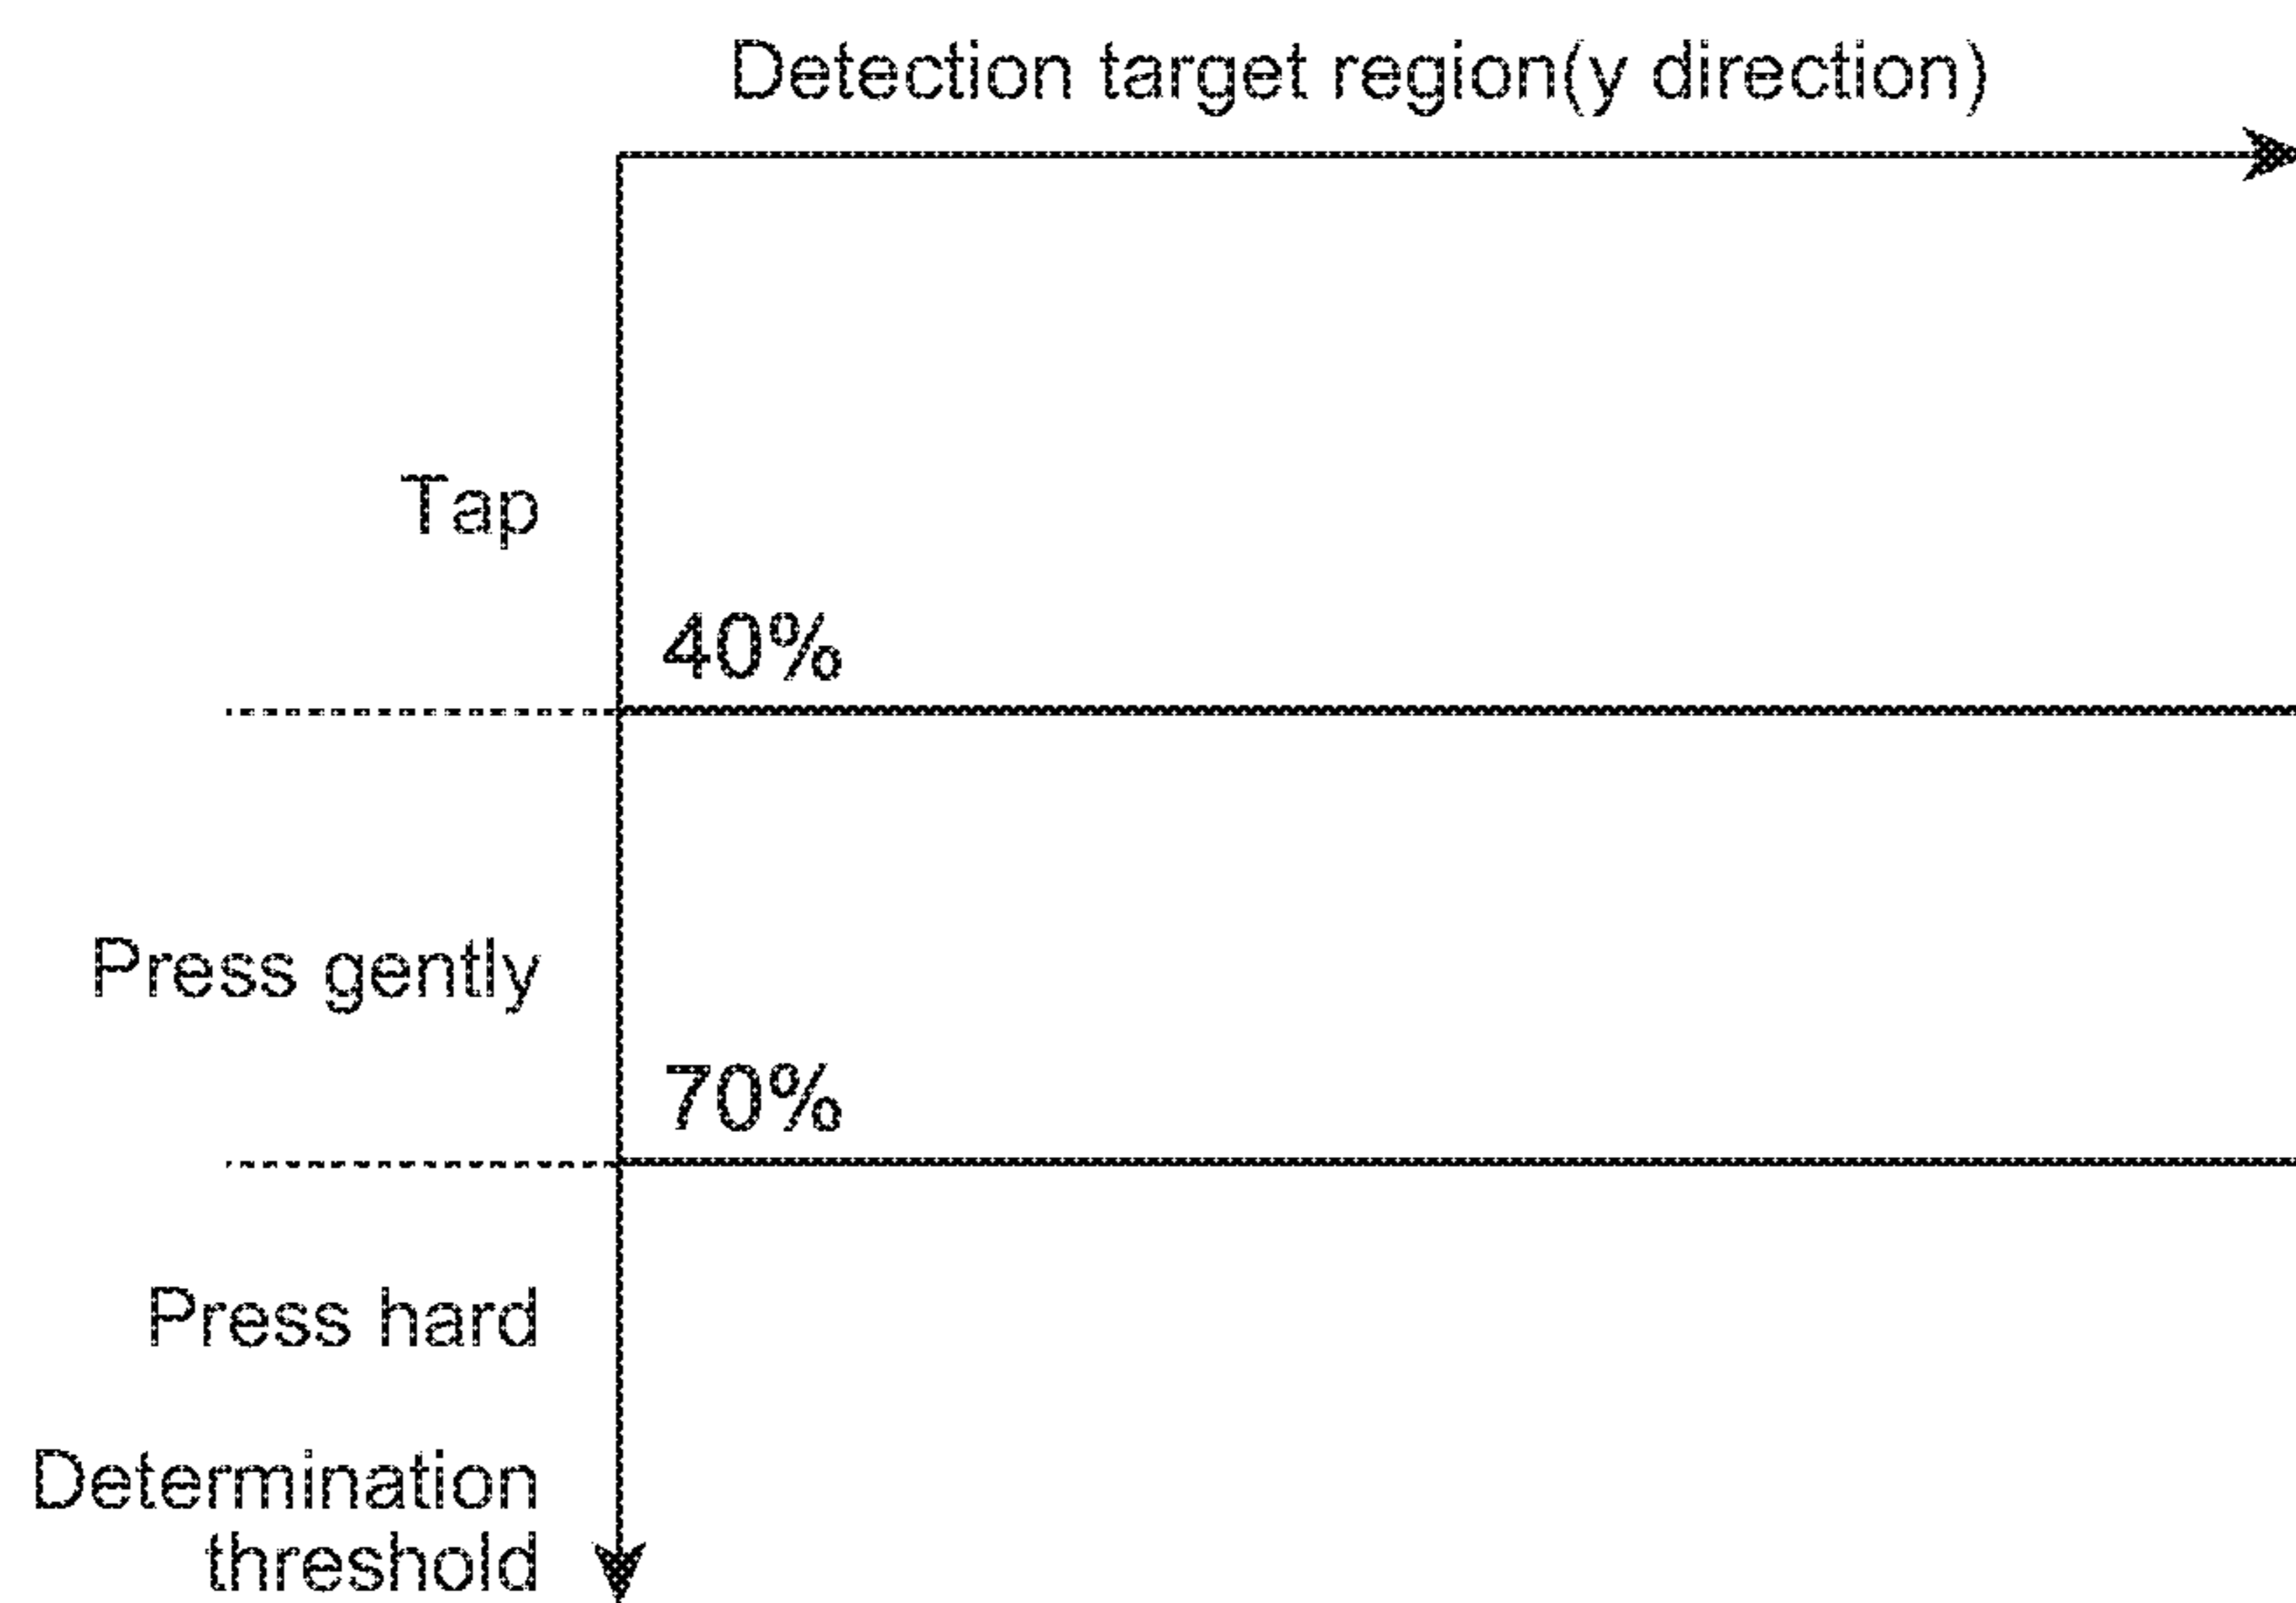 Detection target region(y direction)
Tap
40%
Press gently
70%
Press hard
Determination
threshold